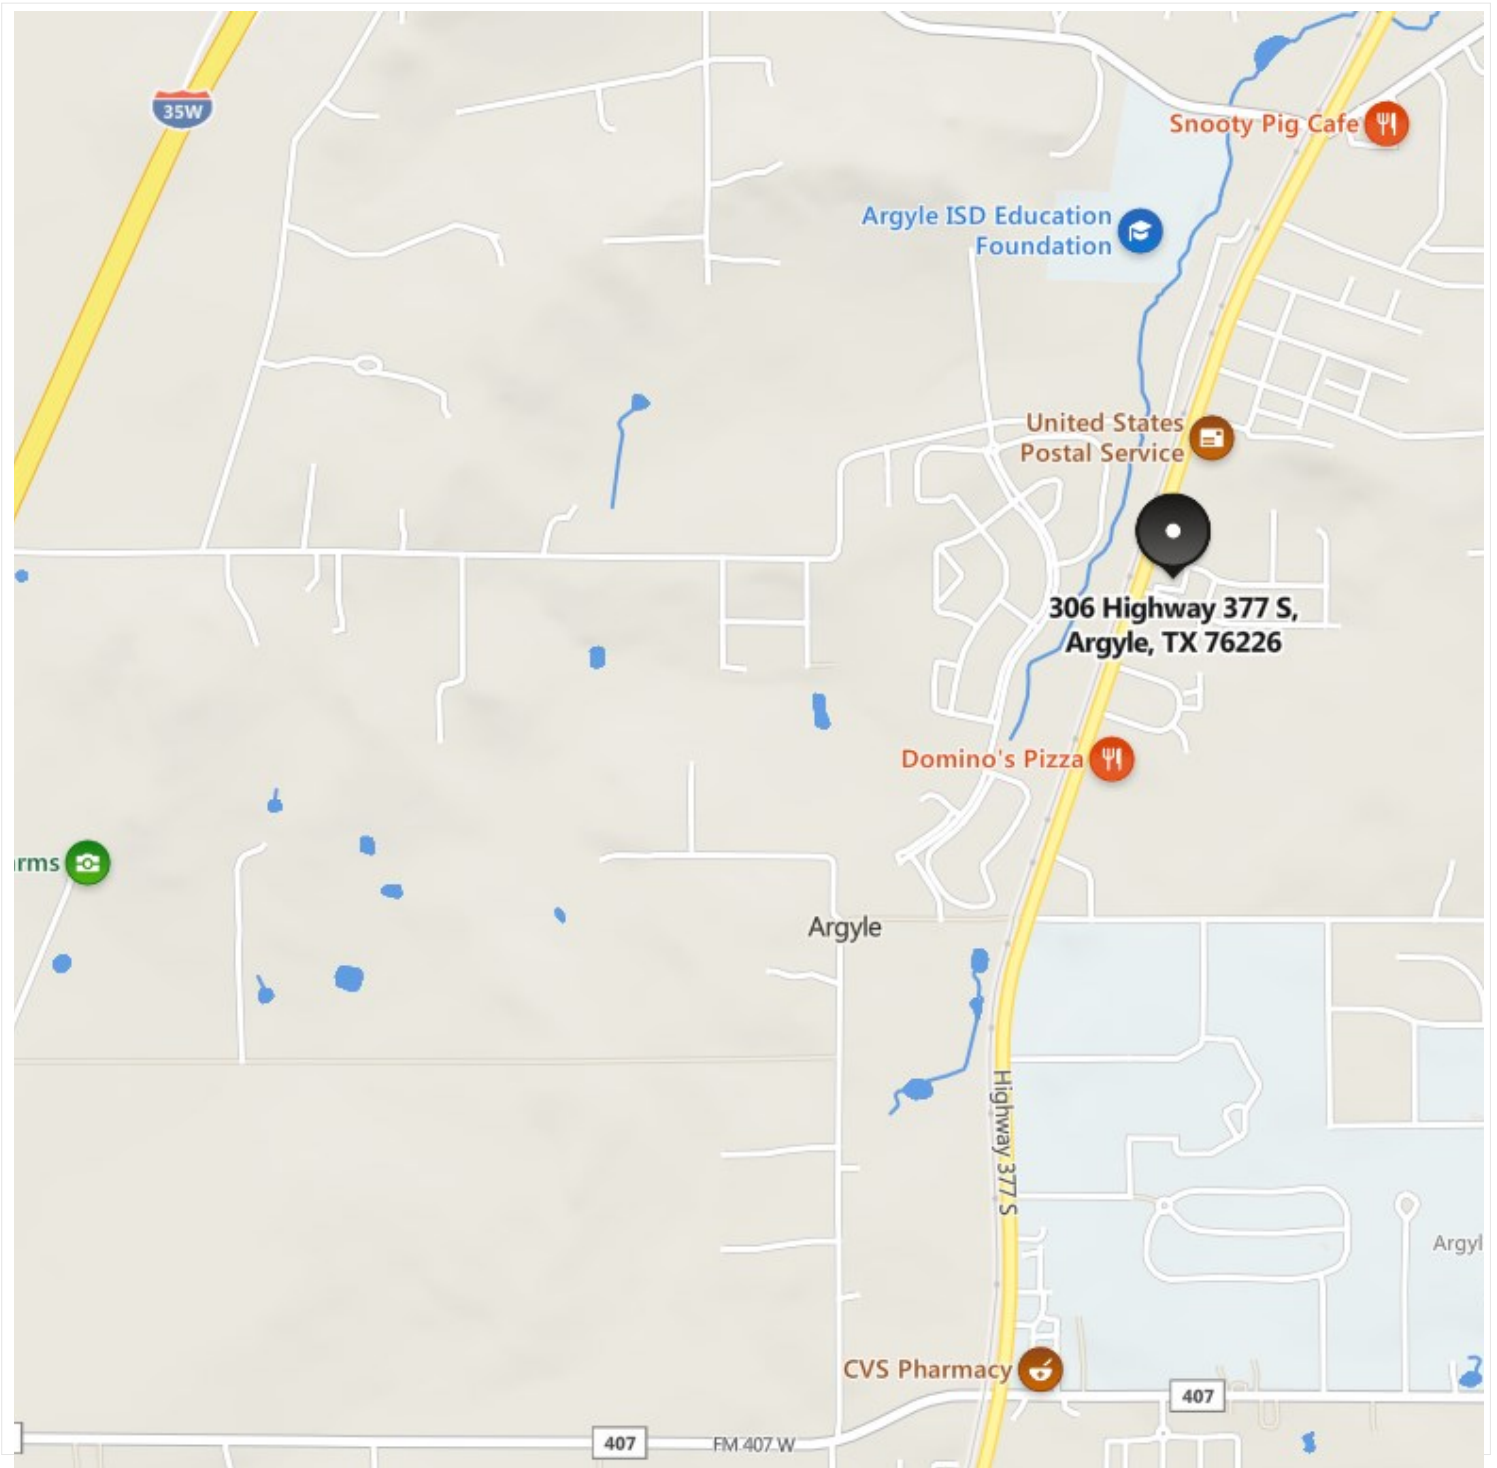 35W
Snooty Pig Cafe
Argyle ISD Education
Foundation
United States
Postal Service
306 Highway 377 S,
Argyle, TX 76226
Domino's Pizza
rms
Argyle
Highway 377 S
Argyl
CVS Pharmacy
407
407
FM 407 W